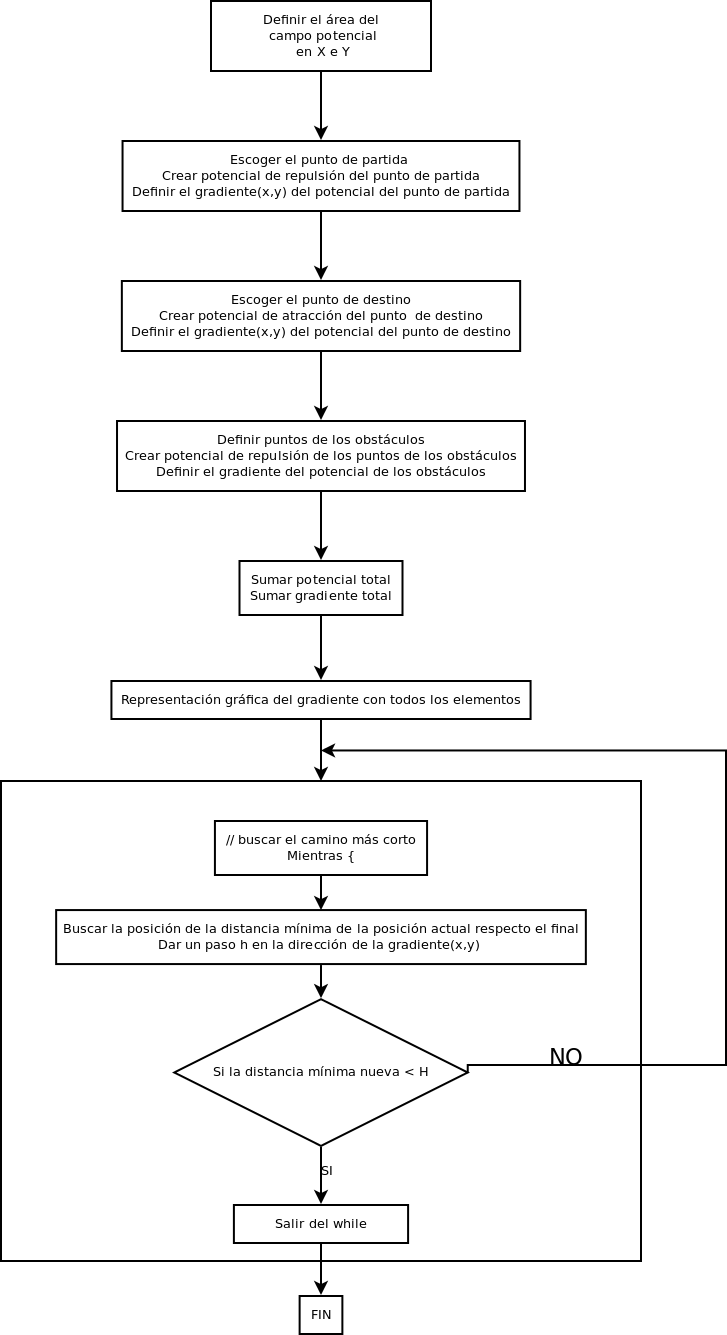 Definir el área del
campo potencial
en X e Y
Escoger el punto de partida
Crear potencial de repulsión del punto de partida
Definir el gradiente(x,y) del potencial del punto de partida
Escoger el punto de destino
Crear potencial de atracción del punto  de destino
Definir el gradiente(x,y) del potencial del punto de destino
Definir puntos de los obstáculos
Crear potencial de repulsión de los puntos de los obstáculos
Definir el gradiente del potencial de los obstáculos
Sumar potencial total
Sumar gradiente total
Representación gráfica del gradiente con todos los elementos
// buscar el camino más corto
Mientras {
Buscar la posición de la distancia mínima de la posición actual respecto el final
Dar un paso h en la dirección de la gradiente(x,y)
Si la distancia mínima nueva < H
NO
SI
Salir del while
FIN